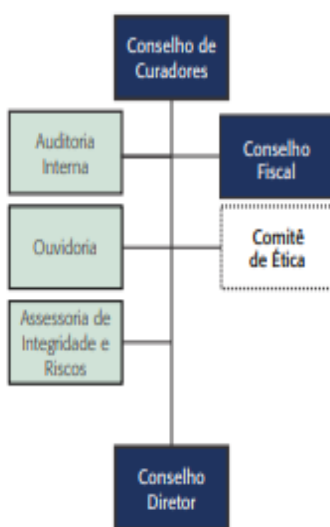 Conselho de
Curadores
Auditoria
Interna
Conselho
Fiscal
Ouvidoria
Comitê
de Ética
Assessoria de
Integridade e
Riscos
Conselho
Diretor